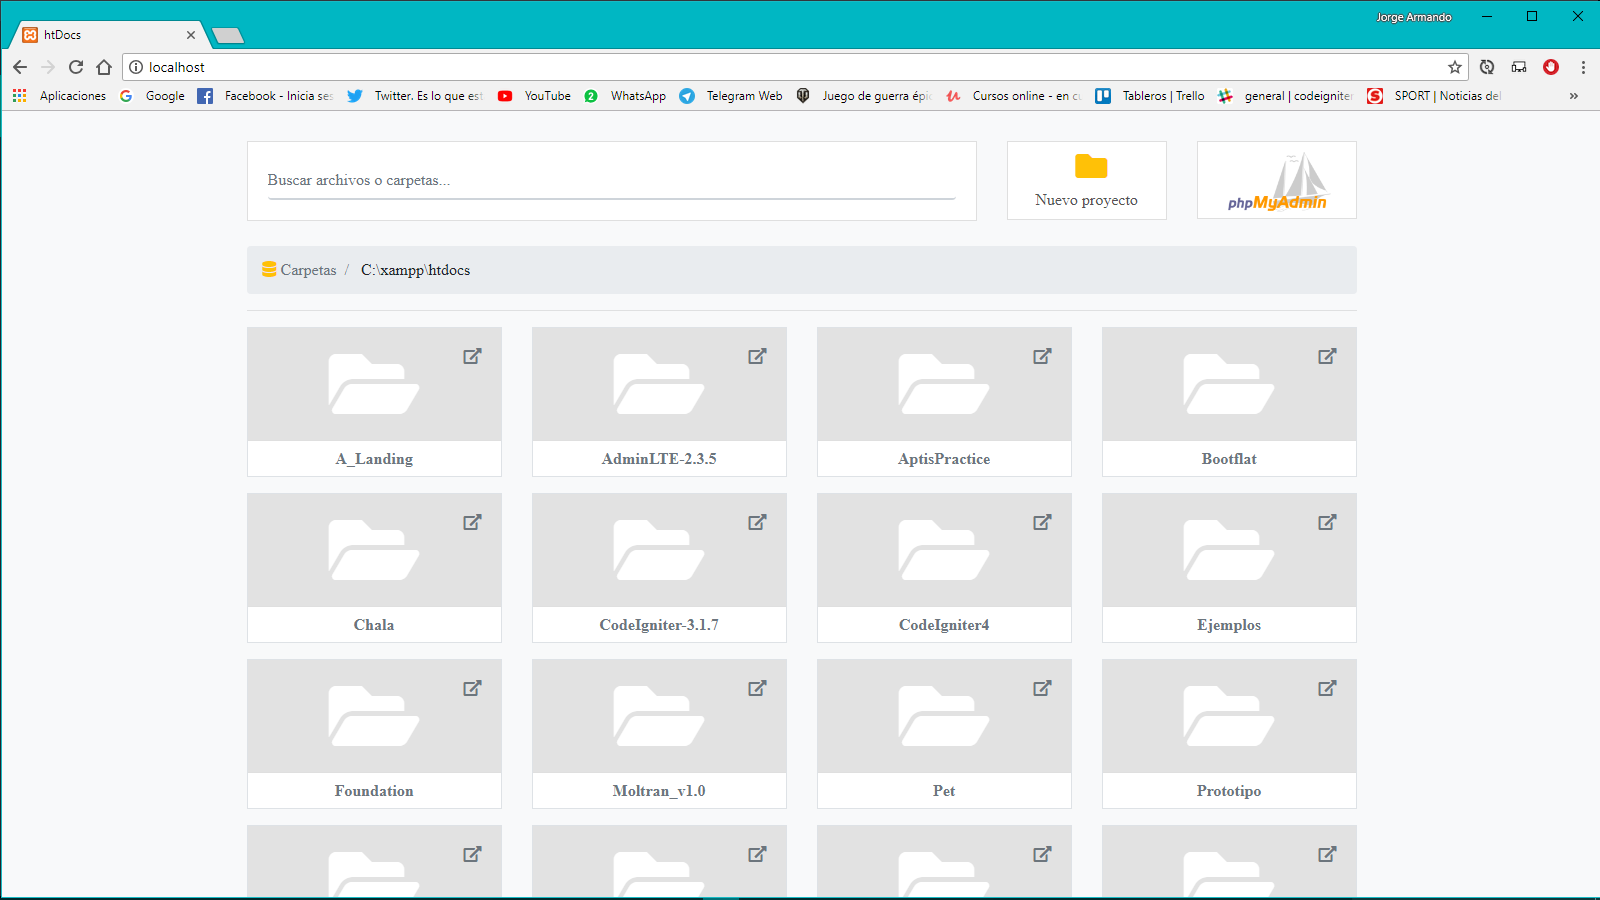 Jorge Armando
htDocs
localhost
Aplicaciones Google Facebook - Inicia ses Twitter. Es lo que est YouTube WhatsApp Telegram Web Juego de guerra épi Cursos online - en cu Tableros | Trello general | codeigniter SPORT | Noticias del »
Buscar archivos o carpetas...
Nuevo proyecto
phpMyAdmin
Carpetas / C:\xampp\htdocs
A_Landing AdminLTE-2.3.5 AptisPractice Bootflat
Chala CodeIgniter-3.1.7 CodeIgniter4 Ejemplos
Foundation Moltran_v1.0 Pet Prototipo